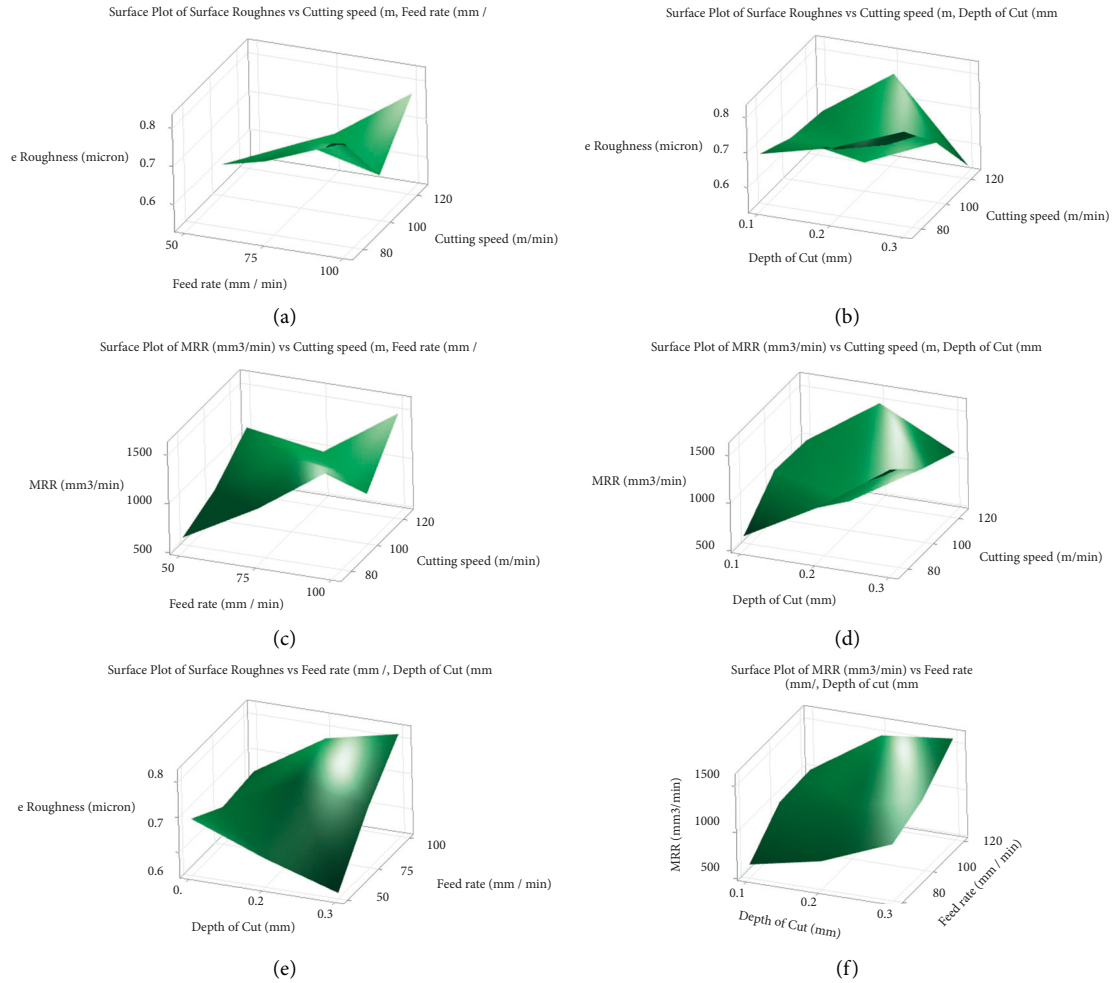 Surface Plot of Surface Roughnes vs Cutting speed (m, Feed rate (mm /
e Roughness (micron)
0.8
0.7
0.6
50
75
100
Feed rate (mm / min)
80
100
120
Cutting speed (m/min)
(a)
Surface Plot of Surface Roughnes vs Cutting speed (m, Depth of Cut (mm
e Roughness (micron)
0.8
0.7
0.6
0.1
0.2
0.3
Depth of Cut (mm)
80
100
120
Cutting speed (m/min)
(b)
Surface Plot of MRR (mm3/min) vs Cutting speed (m, Feed rate (mm /
MRR (mm3/min)
1500
1000
500
50
75
100
Feed rate (mm / min)
80
100
120
Cutting speed (m/min)
(c)
Surface Plot of MRR (mm3/min) vs Cutting speed (m, Depth of Cut (mm
MRR (mm3/min)
1500
1000
500
0.1
0.2
0.3
Depth of Cut (mm)
80
100
120
Cutting speed (m/min)
(d)
Surface Plot of Surface Roughnes vs Feed rate (mm /, Depth of Cut (mm
e Roughness (micron)
0.8
0.7
0.6
0.
0.2
0.3
Depth of Cut (mm)
50
75
100
Feed rate (mm / min)
(e)
Surface Plot of MRR (mm3/min) vs Feed rate
(mm/, Depth of cut (mm
MRR (mm3/min)
1500
1000
500
0.1
0.2
0.3
Depth of Cut (mm)
80
100
120
Feed rate (mm / min)
(f)